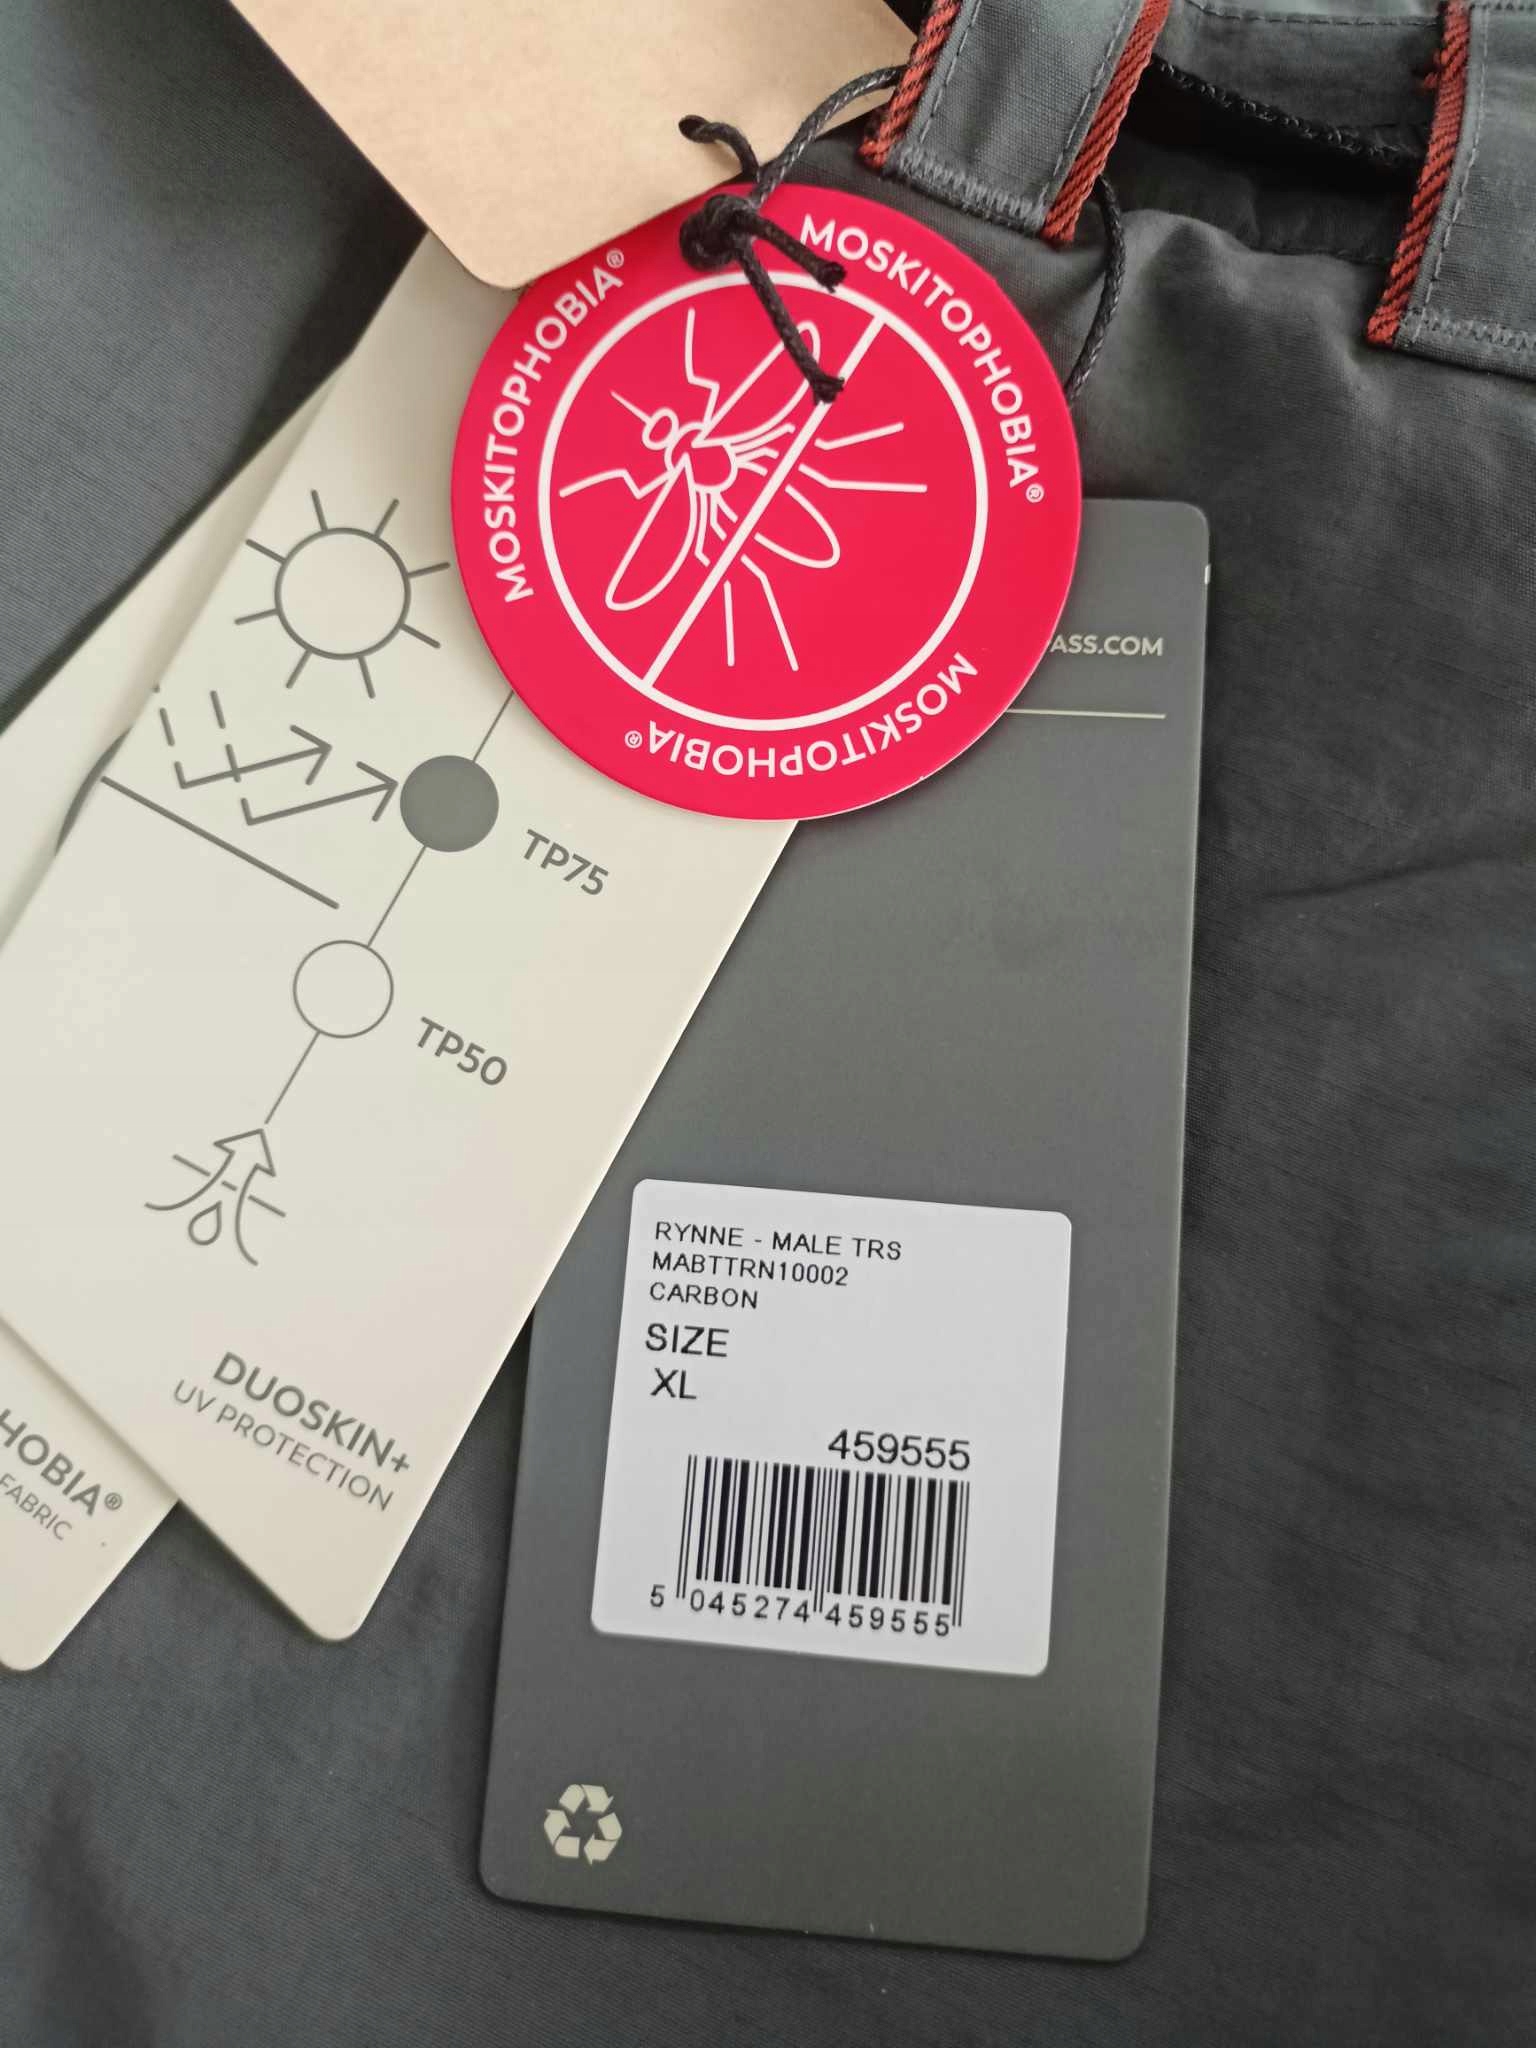 MOSKITOPHOBIA®
MOSKITOPHOBIA®
MOSKITOPHOBIA®
ASS.COM
TP75
TP50
DUOSKIN+
UV PROTECTION
HOBIA®
FABRIC
RYNNE - MALE TRS
MABTTRN10002
CARBON
SIZE
XL
459555
5 045274 459555